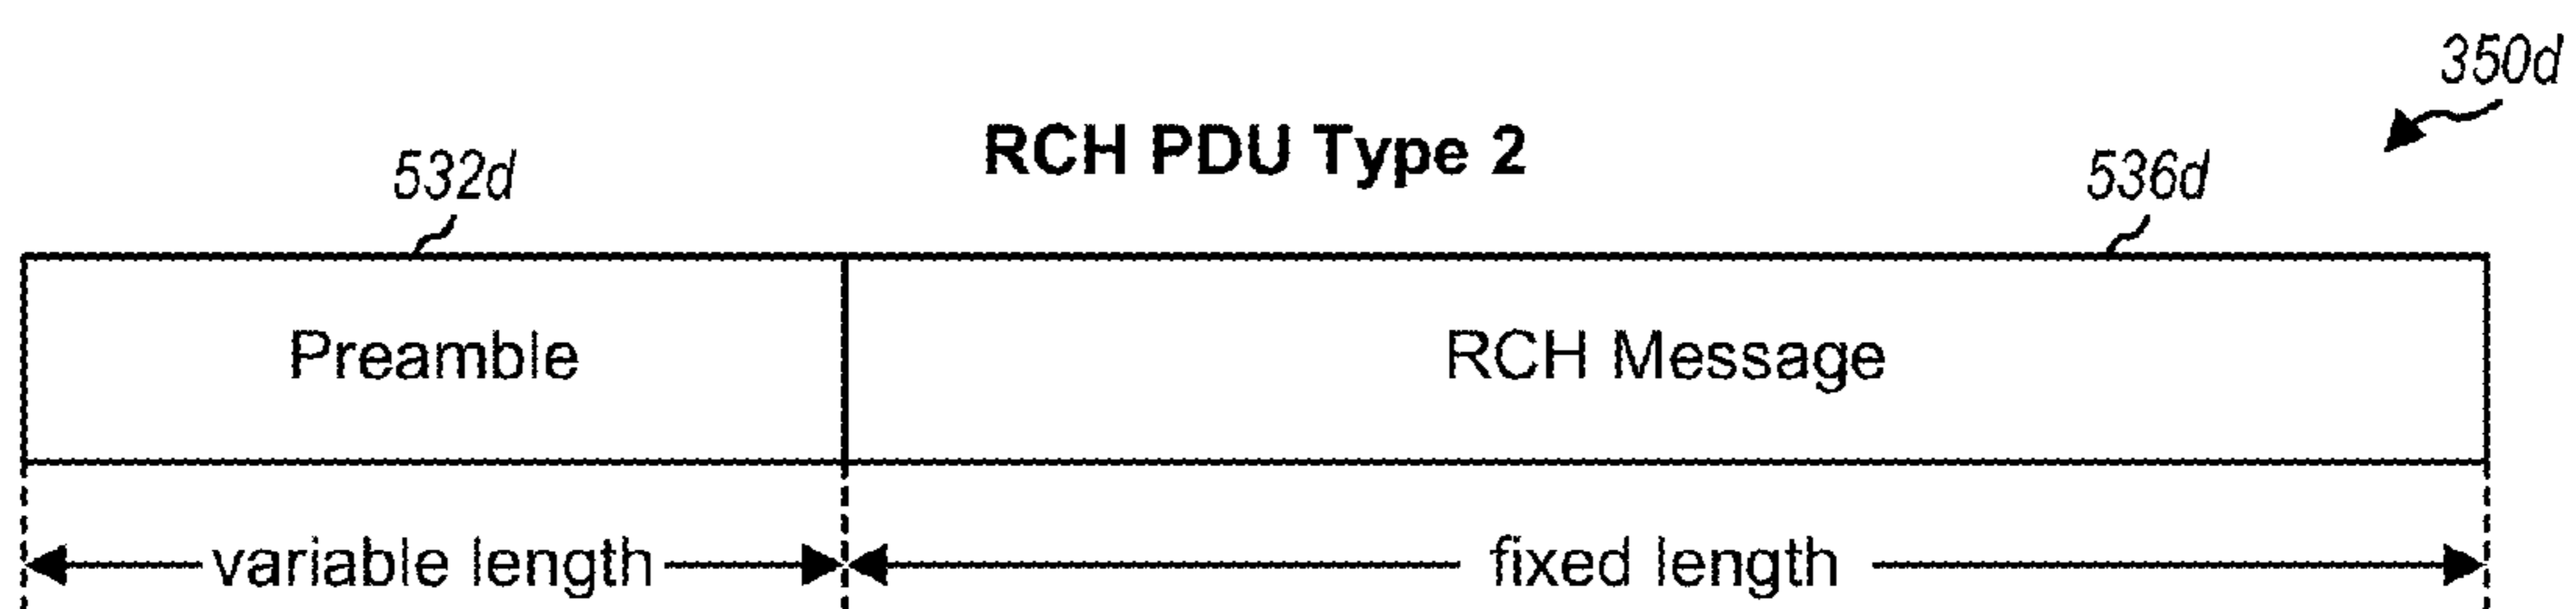 350d
RCH PDU Type 2
532d
536d
Preamble
RCH Message
variable length
fixed length